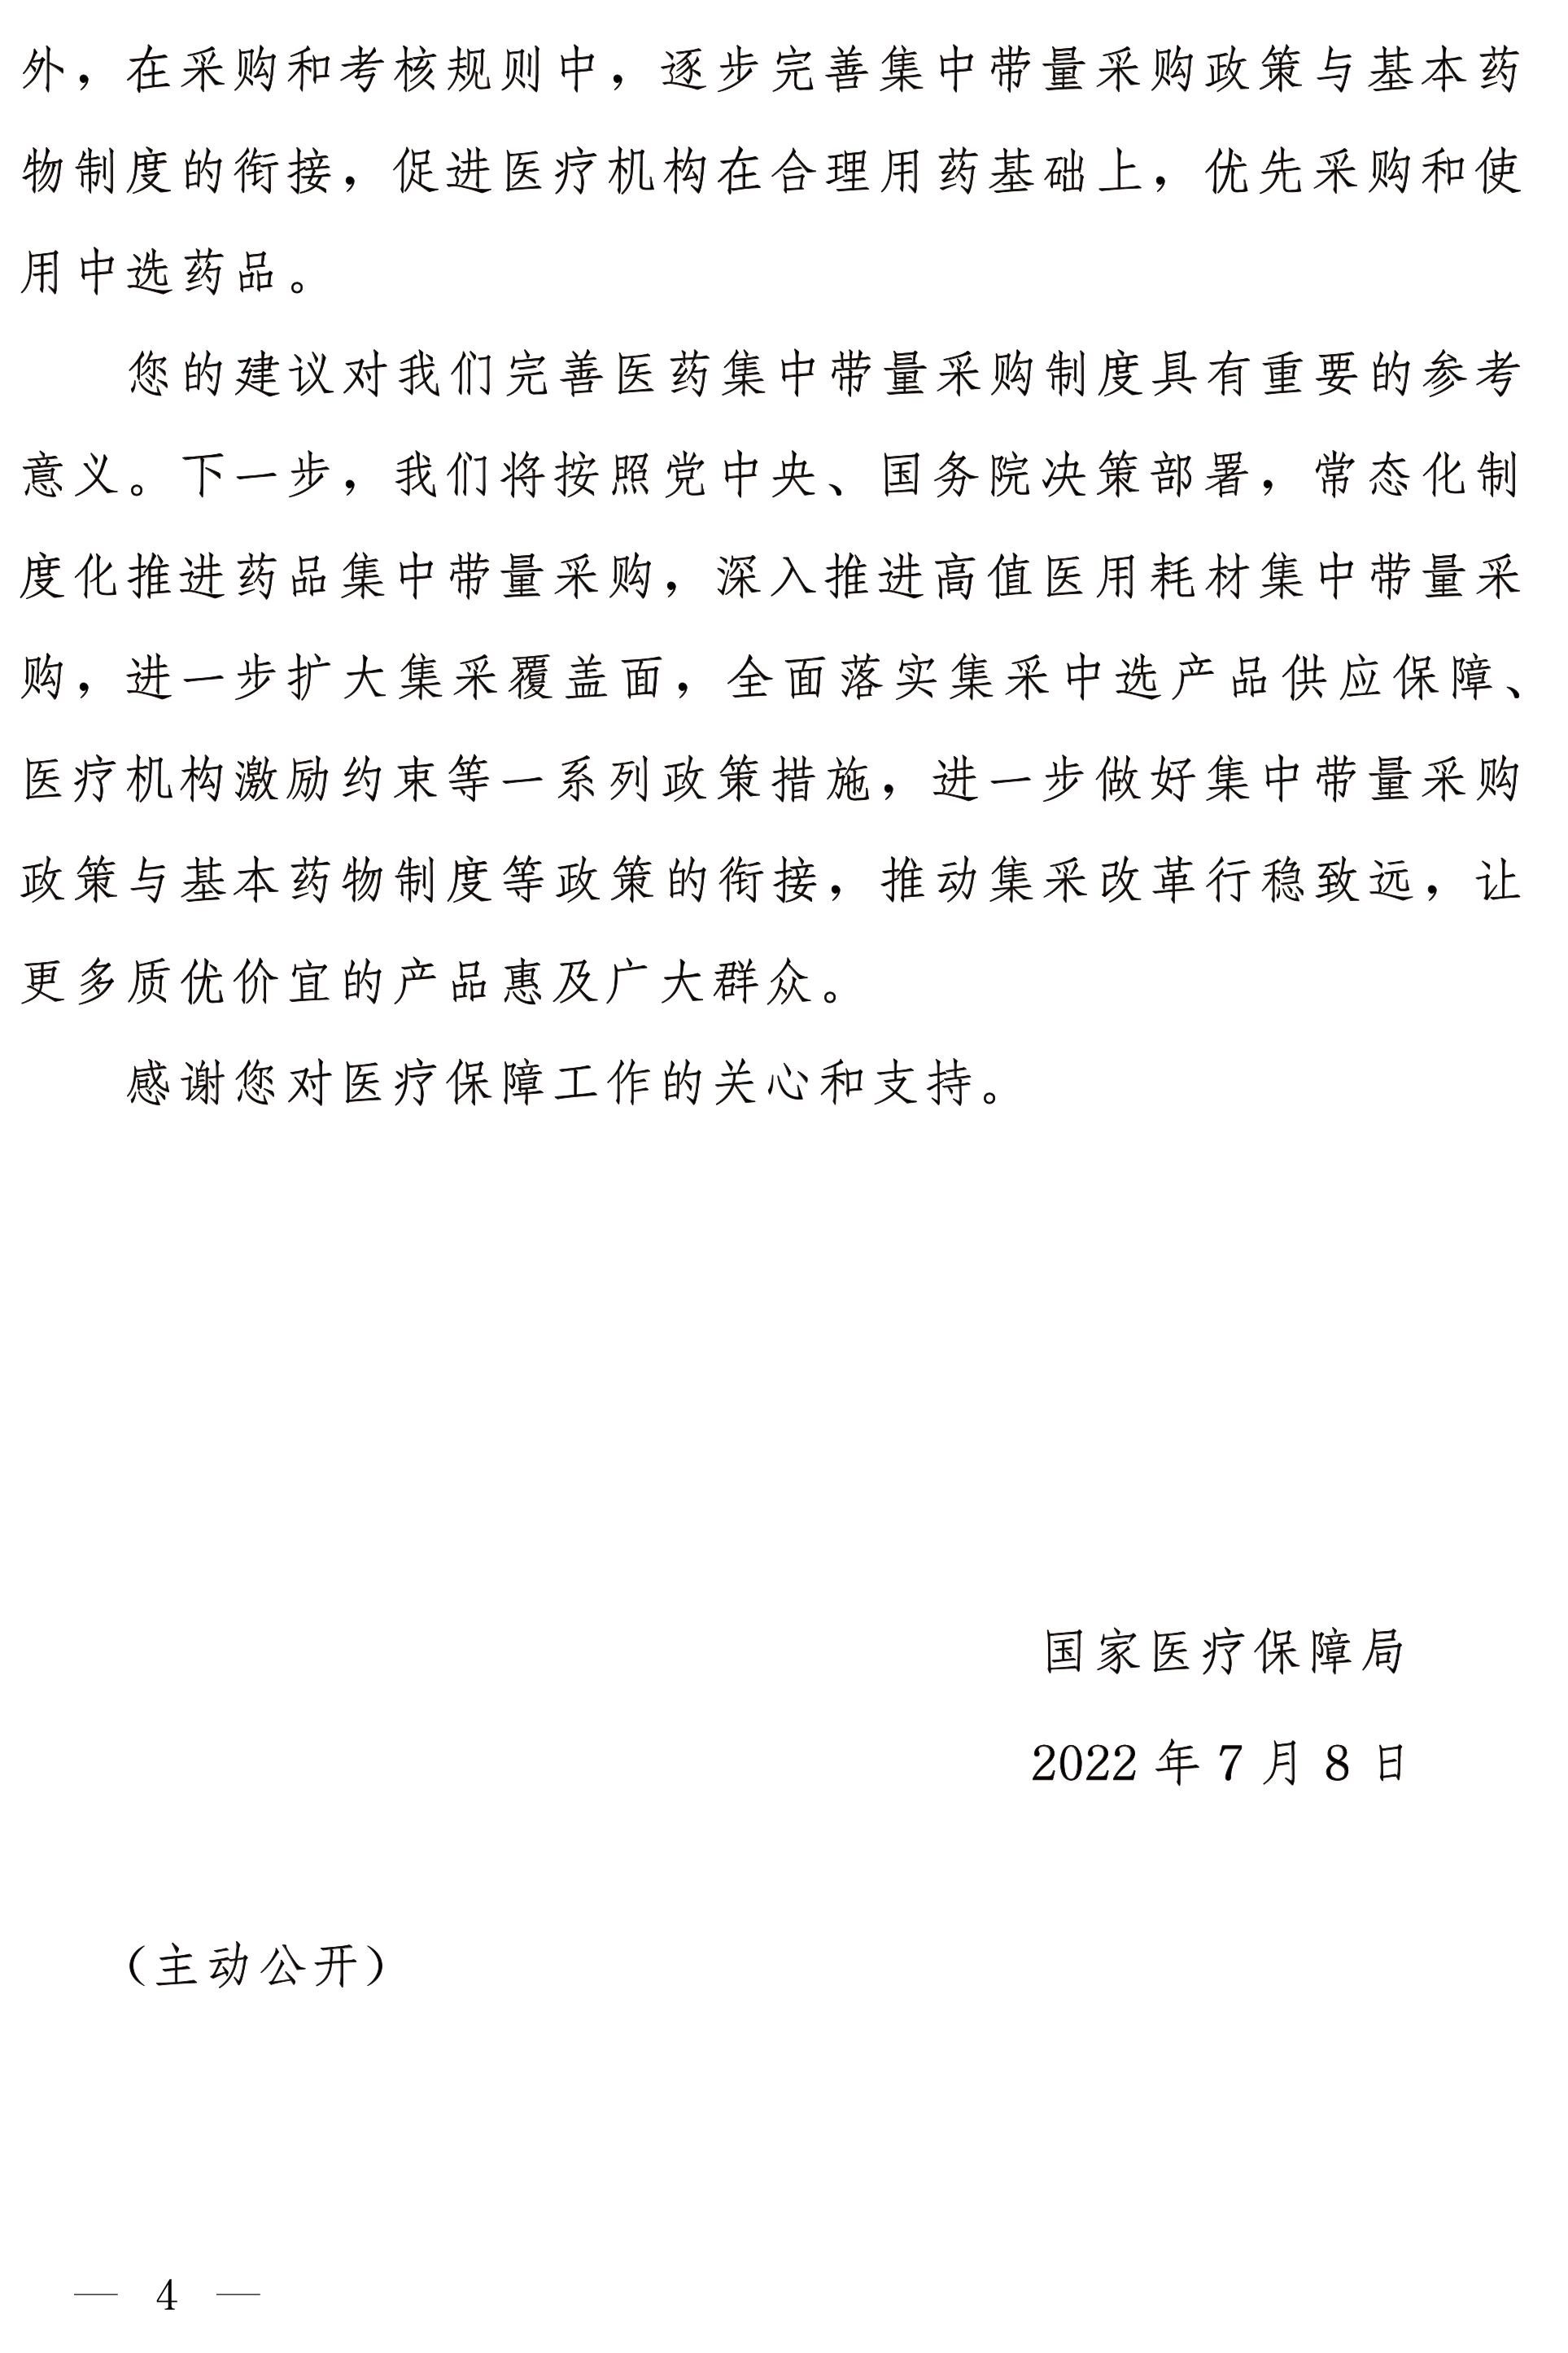 外，在采购和考核规则中，逐步完善集中带量采购政策与基本药
物制度的衔接，促进医疗机构在合理用药基础上，优先采购和使
用中选药品。
您的建议对我们完善医药集中带量采购制度具有重要的参考
意义。下一步，我们将按照党中央、国务院决策部署，常态化制
度化推进药品集中带量采购，深入推进高值医用耗材集中带量采
购，进一步扩大集采覆盖面，全面落实集采中选产品供应保障、
医疗机构激励约束等一系列政策措施，进一步做好集中带量采购
政策与基本药物制度等政策的衔接，推动集采改革行稳致远，让
更多质优价宜的产品惠及广大群众。
感谢您对医疗保障工作的关心和支持。
国家医疗保障局
2022 年 7 月 8 日
（主动公开）
— 4 —